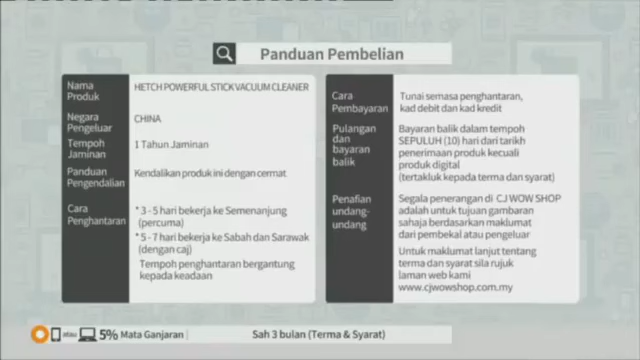 Panduan Pembelian
Nama
Produk
HETCH POWERFUL STICK VACUUM CLEANER
Negara
Pengeluar
CHINA
Tempoh
Jaminan
1 Tahun Jaminan
Panduan
Pengendalian
Kendalikan produk ini dengan cermat
Cara
Penghantaran
* 3 - 5 hari bekerja ke Semenanjung
(percuma)
* 5 - 7 hari bekerja ke Sabah dan Sarawak
(dengan caj)
Tempoh penghantaran bergantung
kepada keadaan
Cara
Pembayaran
Tunai semasa penghantaran,
kad debit dan kad kredit
Pulangan
dan
bayaran
balik
Bayaran balik dalam tempoh
SEPULUH (10) hari dari tarikh
penerimaan produk kecuali
produk digital
(tertakluk kepada terma dan syarat)
Penafian
undang-
undang
Segala penerangan di CJ WOW SHOP
adalah untuk tujuan gambaran
sahaja berdasarkan maklumat
dari pembekal atau pengeluar
Untuk maklumat lanjut tentang
terma dan syarat sila rujuk
laman web kami
www.cjwowshop.com.my
atau 5% Mata Ganjaran | Sah 3 bulan (Terma & Syarat)